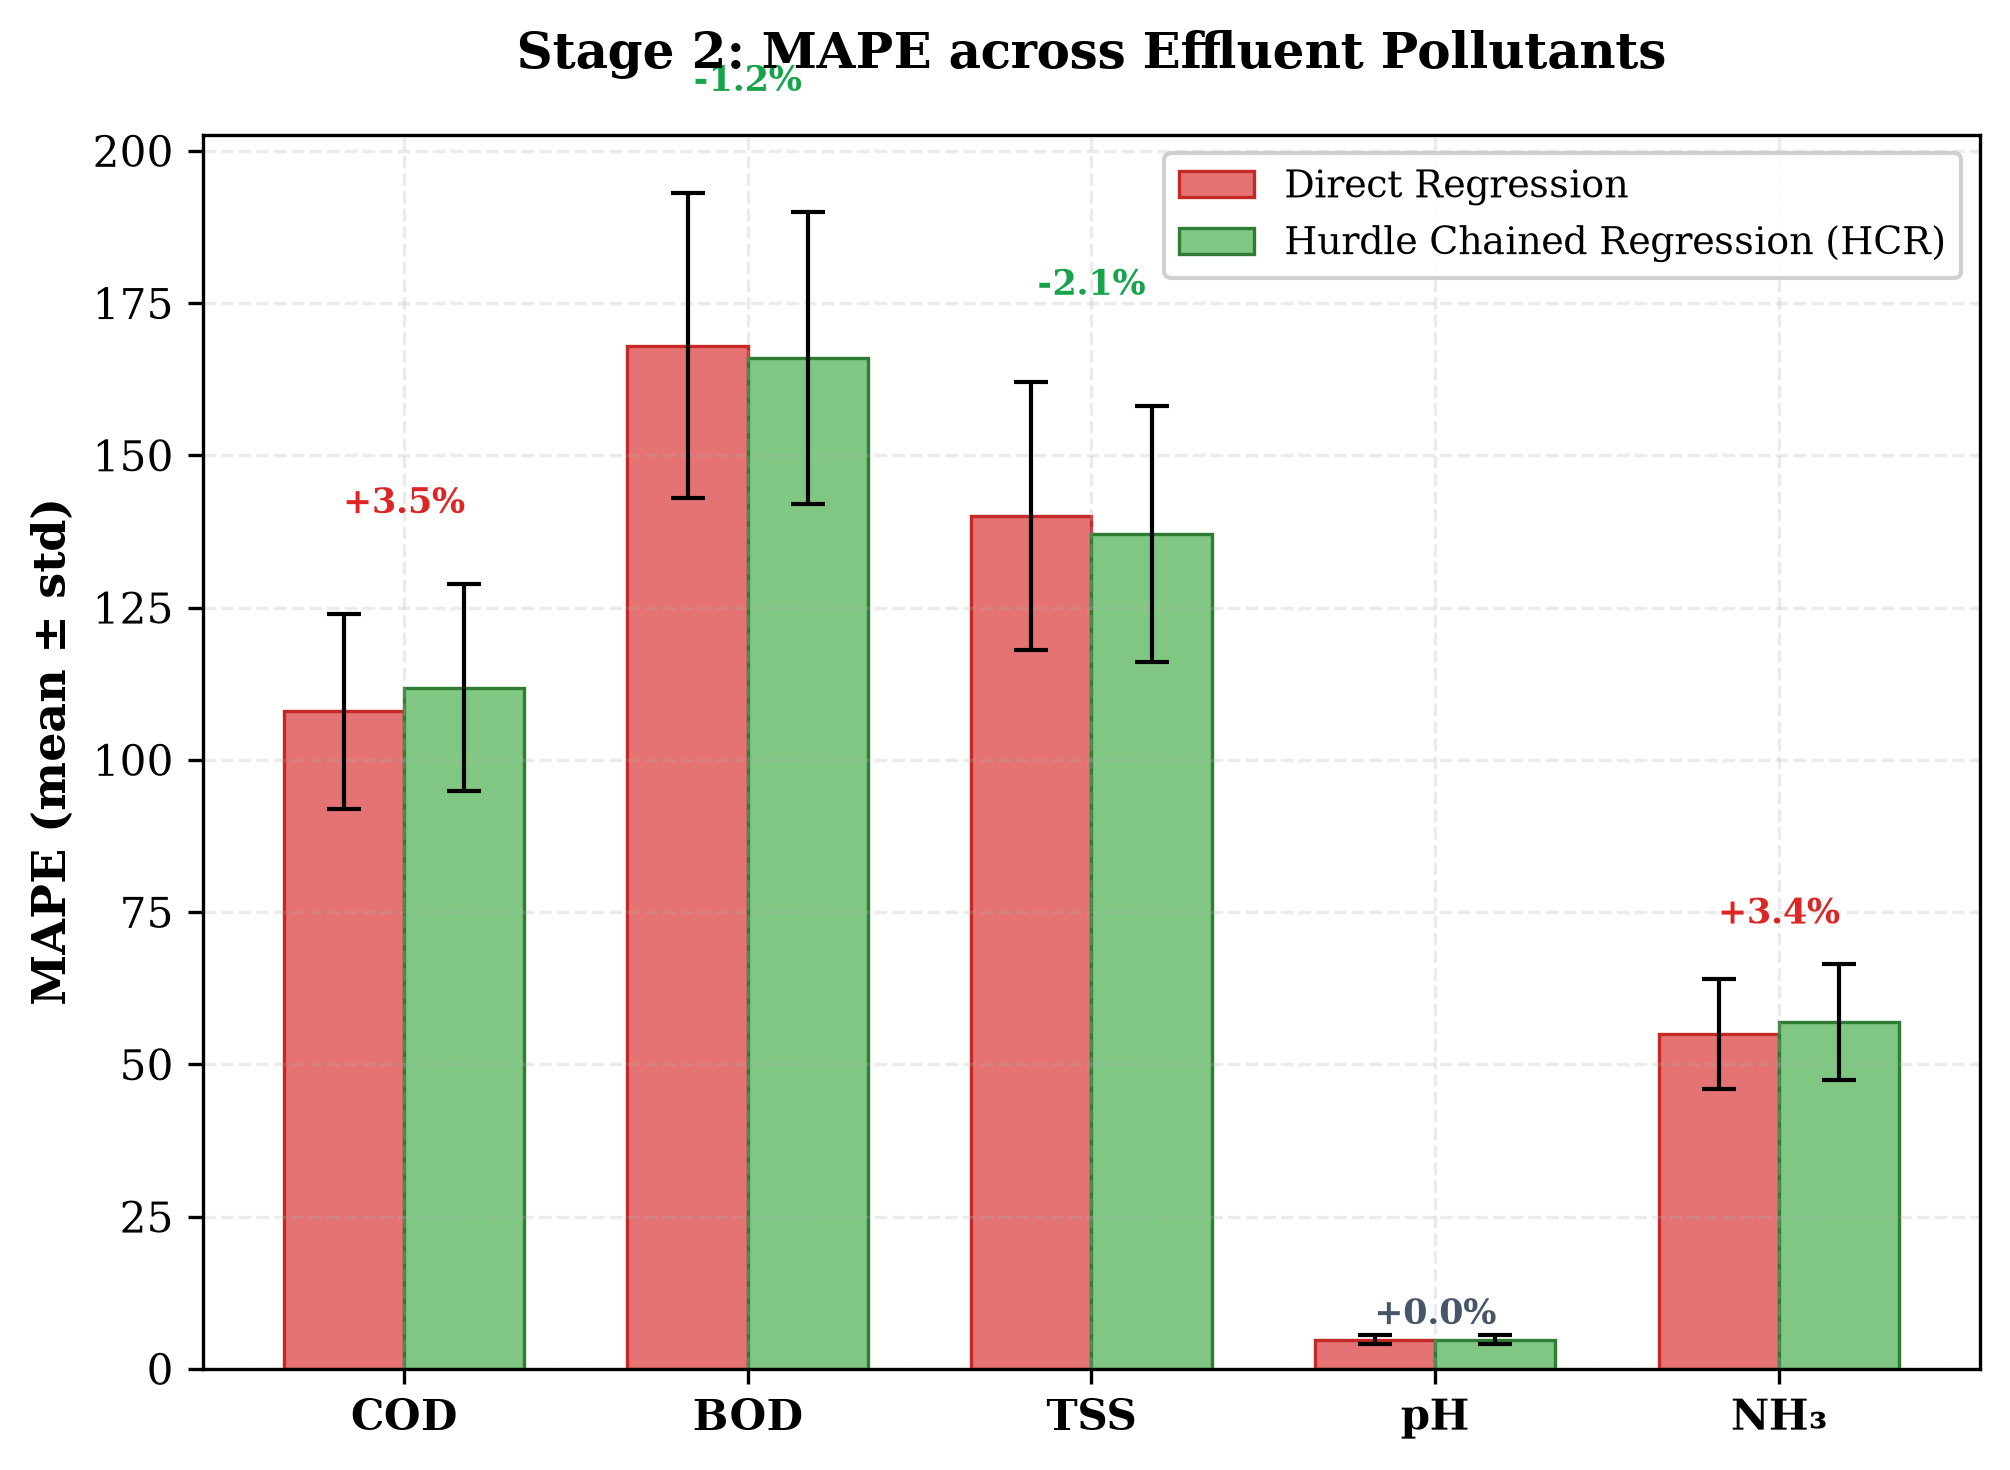 Stage 2: MAPE across Effluent Pollutants
-1.2%
200
Direct Regression
Hurdle Chained Regression (HCR)
-2.1%
175
150
+3.5%
125
MAPE (mean ± std)
100
75
+3.4%
50
25
+0.0%
0
COD BOD TSS pH NH₃